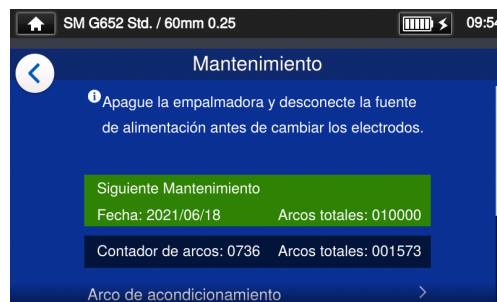 SM G652 Std. / 60mm 0.25 09:54
Mantenimiento
Apague la empalmadora y desconecte la fuente
de alimentación antes de cambiar los electrodos.
Siguiente Mantenimiento
Fecha: 2021/06/18 Arcos totales: 010000
Contador de arcos: 0736 Arcos totales: 001573
Arco de acondicionamiento